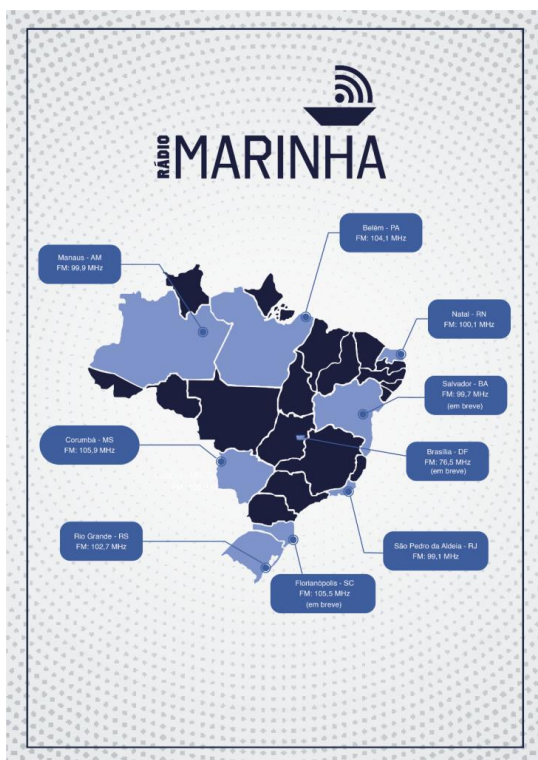 RÁDIO MARINHA
Belém - PA
FM: 104,1 MHz
Manaus - AM
FM: 99,9 MHz
Natal - RN
FM: 100,1 MHz
Salvador - BA
FM: 99,7 MHz
(em breve)
Corumbá - MS
FM: 105,9 MHz
Brasília - DF
FM: 76,5 MHz
(em breve)
Rio Grande - RS
FM: 102,7 MHz
São Pedro da Aldeia - RJ
FM: 99,1 MHz
Florianópolis - SC
FM: 105,5 MHz
(em breve)